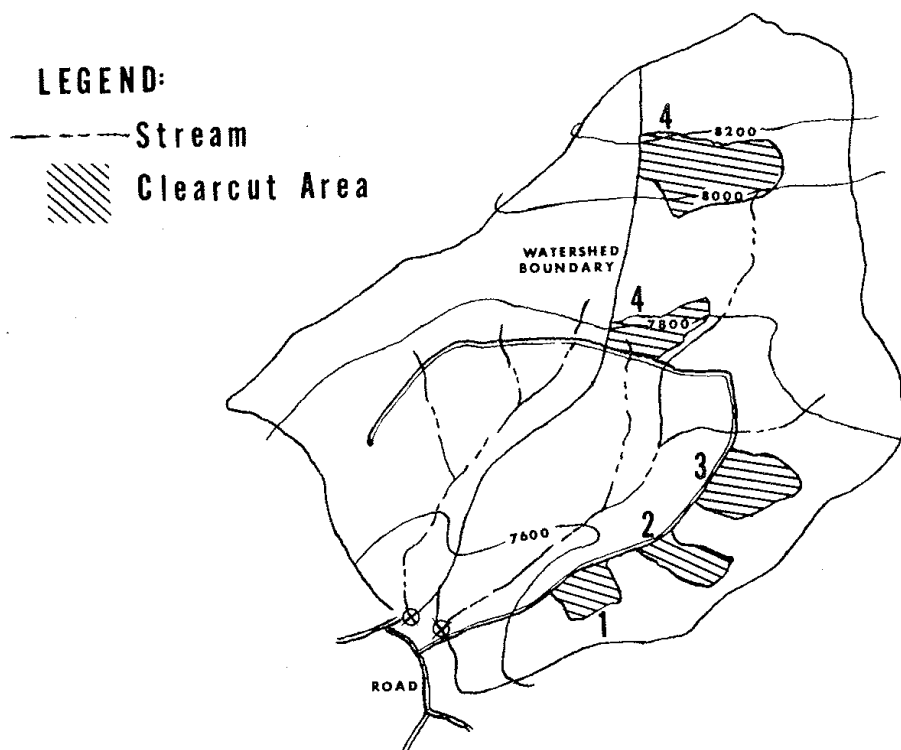 LEGEND:
Stream
Clearcut Area
4
8200
8000
WATERSHED
BOUNDARY
4
7800
3
2
7600
1
ROAD